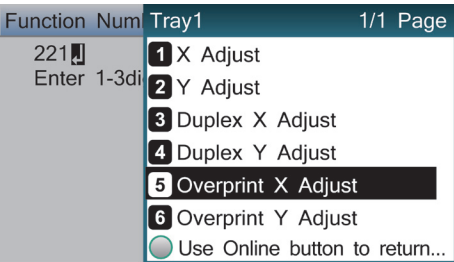 Function Num
221
Enter 1-3di
Tray1 1/1 Page
1 X Adjust
2 Y Adjust
3 Duplex X Adjust
4 Duplex Y Adjust
5 Overprint X Adjust
6 Overprint Y Adjust
Use Online button to return...